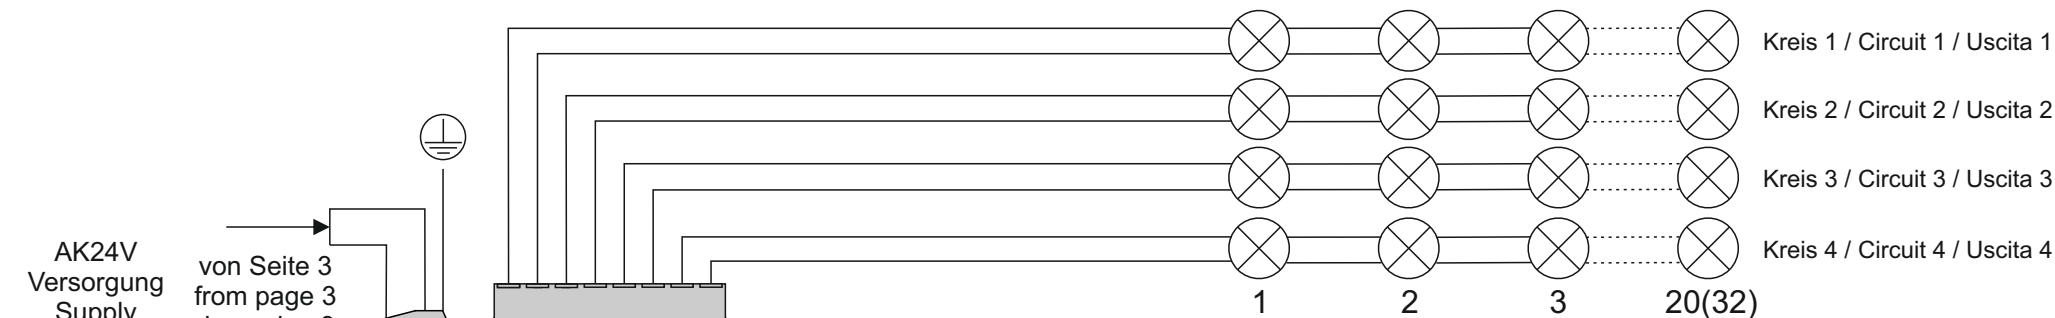 Kreis 1 / Circuit 1 / Uscita 1
Kreis 2 / Circuit 2 / Uscita 2
Kreis 3 / Circuit 3 / Uscita 3
Kreis 4 / Circuit 4 / Uscita 4
1 2 3 20(32)
AK24V
Versorgung
Supply
von Seite 3
from page 3